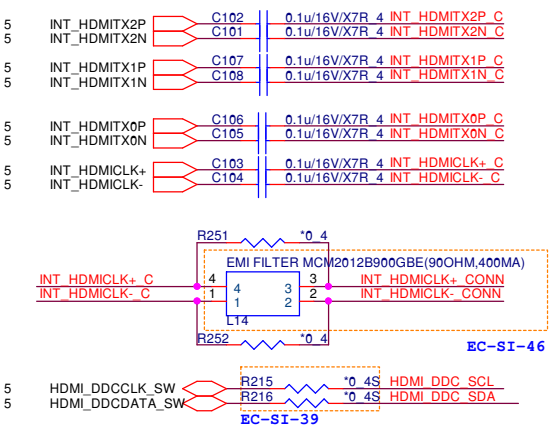 5 INT_HDMITX2P C102 0.1u/16V/X7R_4 INT_HDMITX2P_C
5 INT_HDMITX2N C101 0.1u/16V/X7R_4 INT_HDMITX2N_C
5 INT_HDMITX1P C107 0.1u/16V/X7R_4 INT_HDMITX1P_C
5 INT_HDMITX1N C108 0.1u/16V/X7R_4 INT_HDMITX1N_C
5 INT_HDMITX0P C106 0.1u/16V/X7R_4 INT_HDMITX0P_C
5 INT_HDMITX0N C105 0.1u/16V/X7R_4 INT_HDMITX0N_C
5 INT_HDMICLK+ C103 0.1u/16V/X7R_4 INT_HDMICLK+_C
5 INT_HDMICLK- C104 0.1u/16V/X7R_4 INT_HDMICLK-_C
R251 *0_4
EMI FILTER MCM2012B900GBE(90OHM,400MA)
INT_HDMICLK+_C 4 4 3 3 INT_HDMICLK+_CONN
INT_HDMICLK-_C 1 1 2 2 INT_HDMICLK-_CONN
L14
R252 *0_4
EC-SI-46
5 HDMI_DDCCLK_SW R215 *0_4S HDMI_DDC_SCL
5 HDMI_DDCDATA_SW R216 *0_4S HDMI_DDC_SDA
EC-SI-39